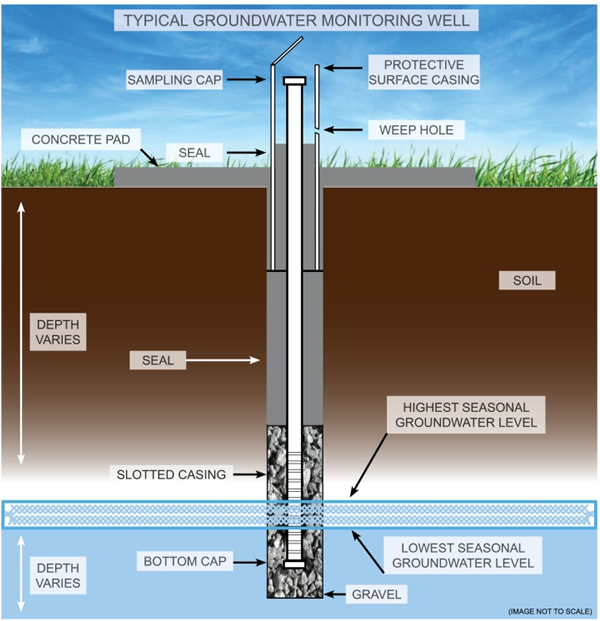 TYPICAL GROUNDWATER MONITORING WELL
SAMPLING CAP
PROTECTIVE
SURFACE CASING
WEEP HOLE
CONCRETE PAD
SEAL
SOIL
DEPTH
VARIES
SEAL
HIGHEST SEASONAL
GROUNDWATER LEVEL
SLOTTED CASING
LOWEST SEASONAL
GROUNDWATER LEVEL
BOTTOM CAP
DEPTH
VARIES
GRAVEL
(IMAGE NOT TO SCALE)